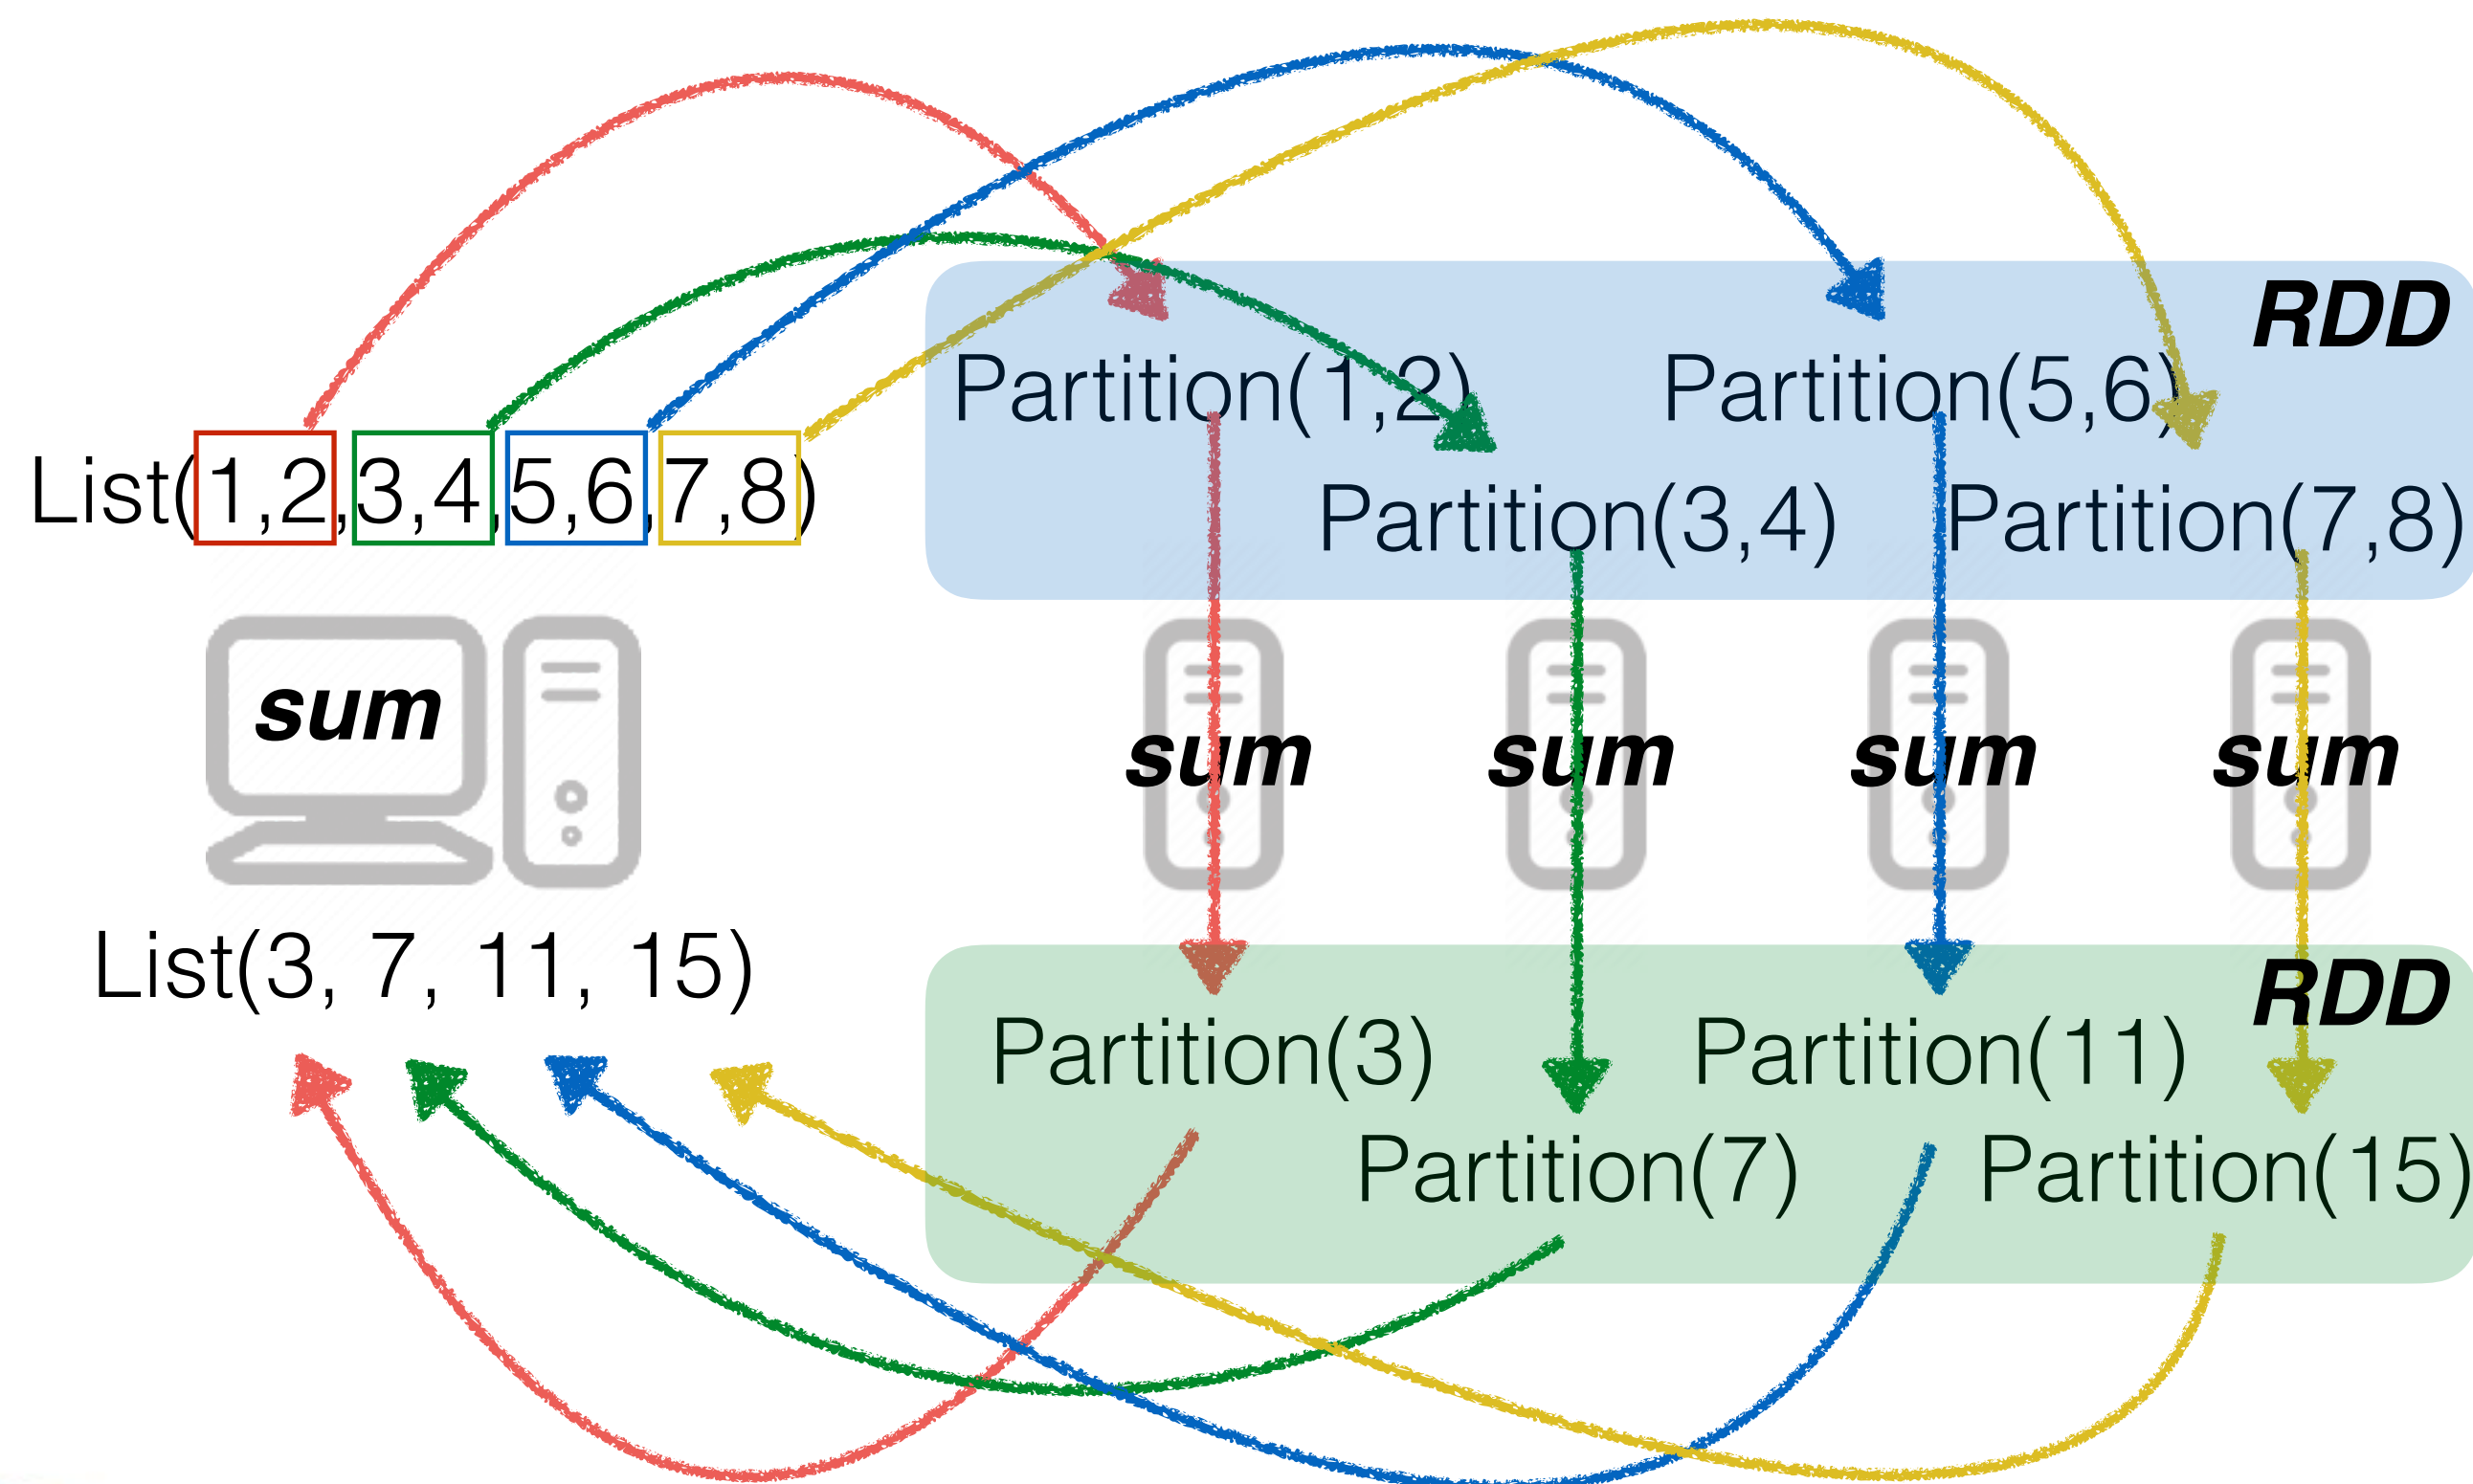 RDD
Partition(1,2) Partition(5,6)
List(1,2,3,4,5,6,7,8)
Partition(3,4) Partition(7,8)
sum
sum sum sum sum
List(3, 7, 11, 15)
RDD
Partition(3) Partition(11)
Partition(7) Partition(15)